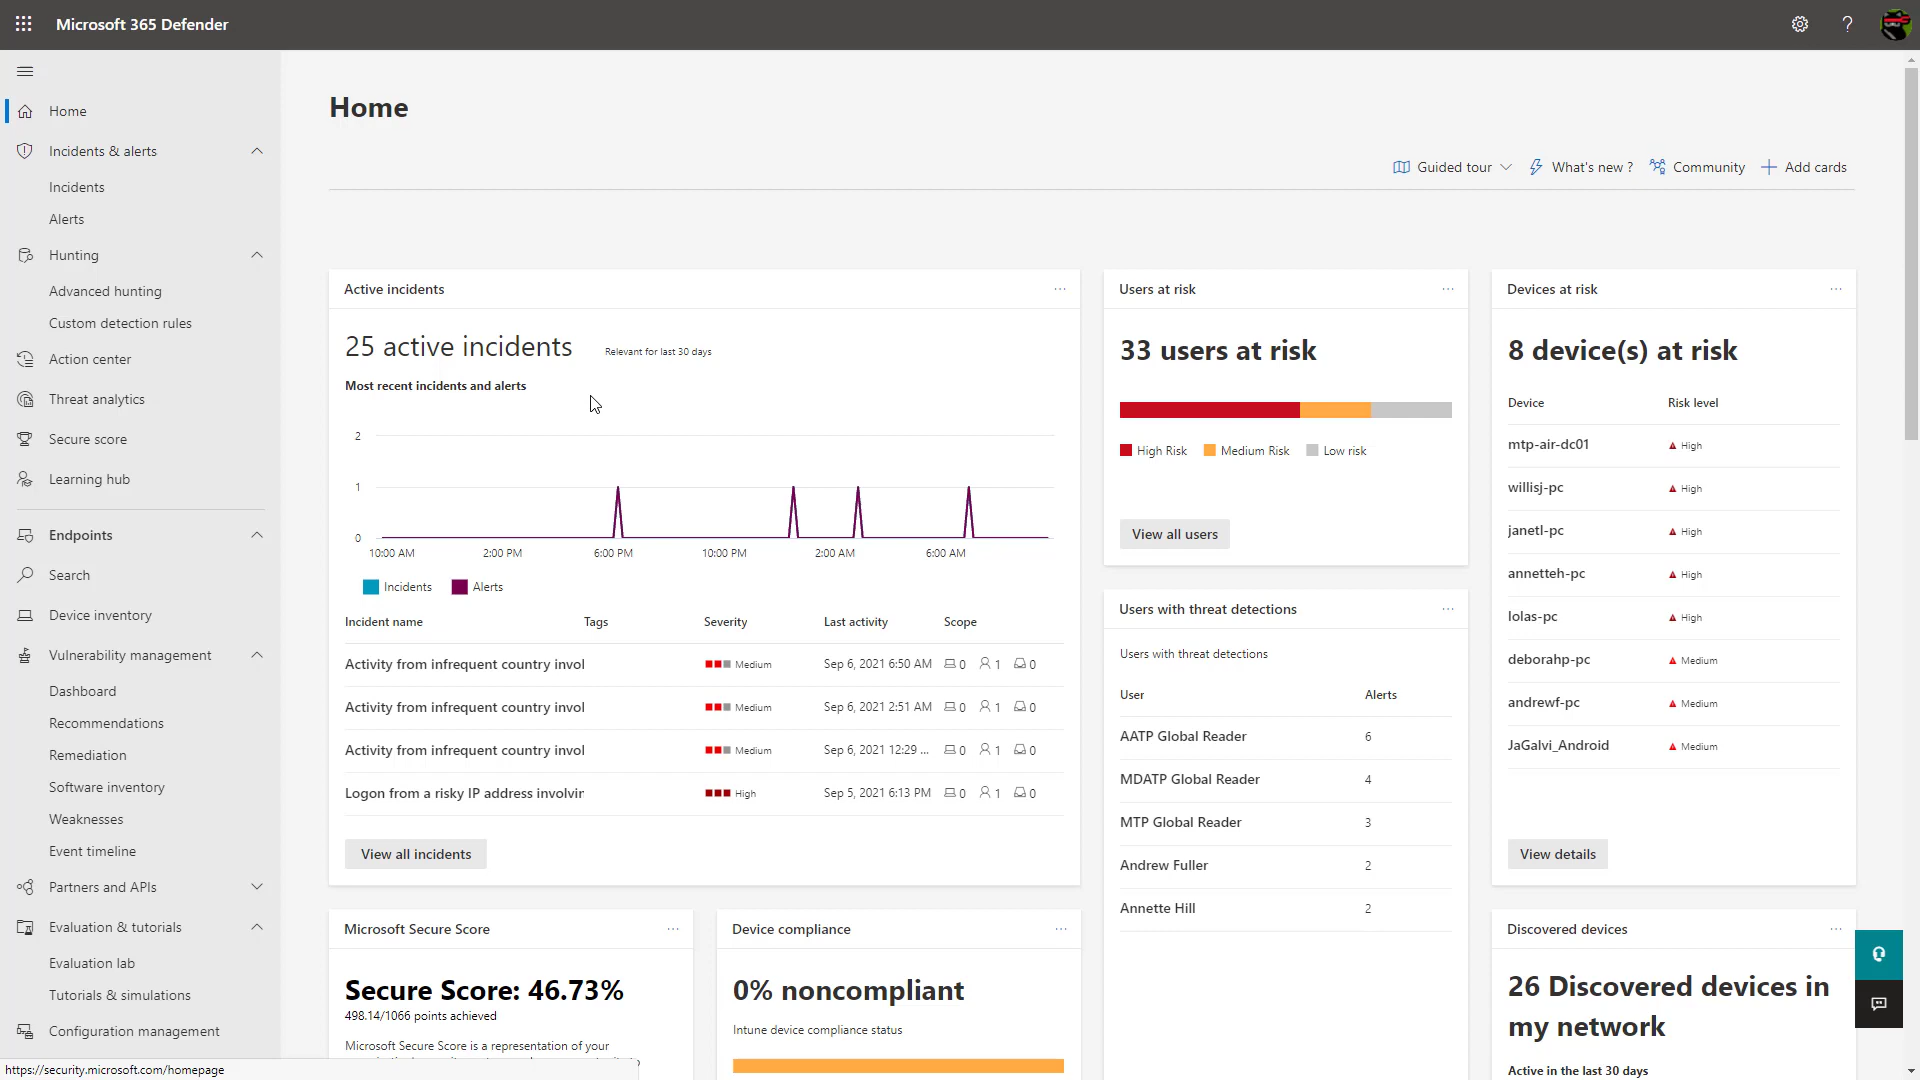 Microsoft 365 Defender
?
Home
Incidents & alerts
Incidents
Alerts
Hunting
Advanced hunting
Custom detection rules
Action center
Threat analytics
Secure score
Learning hub
Endpoints
Search
Device inventory
Vulnerability management
Dashboard
Recommendations
Remediation
Software inventory
Weaknesses
Event timeline
Partners and APIs
Evaluation & tutorials
Evaluation lab
Tutorials & simulations
Configuration management
https://security.microsoft.com/homepage
Home
Guided tour What's new ? Community Add cards
Active incidents
25 active incidents Relevant for last 30 days
Most recent incidents and alerts
2
1
0
10:00 AM 2:00 PM 6:00 PM 10:00 PM 2:00 AM 6:00 AM
Incidents Alerts
Incident name Tags Severity Last activity Scope
Activity from infrequent country invol Medium Sep 6, 2021 6:50 AM 0 1 0
Activity from infrequent country invol Medium Sep 6, 2021 2:51 AM 0 1 0
Activity from infrequent country invol Medium Sep 6, 2021 12:29 ... 0 1 0
Logon from a risky IP address involvin High Sep 5, 2021 6:13 PM 0 1 0
View all incidents
Users at risk
33 users at risk
High Risk Medium Risk Low risk
View all users
Users with threat detections
Users with threat detections
User Alerts
AATP Global Reader 6
MDATP Global Reader 4
MTP Global Reader 3
Andrew Fuller 2
Annette Hill 2
Devices at risk
8 device(s) at risk
Device Risk level
mtp-air-dc01 High
willisj-pc High
janetl-pc High
annetteh-pc High
lolas-pc High
deborahp-pc Medium
andrewf-pc Medium
JaGalvi_Android Medium
View details
Microsoft Secure Score
Secure Score: 46.73%
498.14/1066 points achieved
Microsoft Secure Score is a representation of your
Device compliance
0% noncompliant
Intune device compliance status
Discovered devices
26 Discovered devices in
my network
Active in the last 30 days